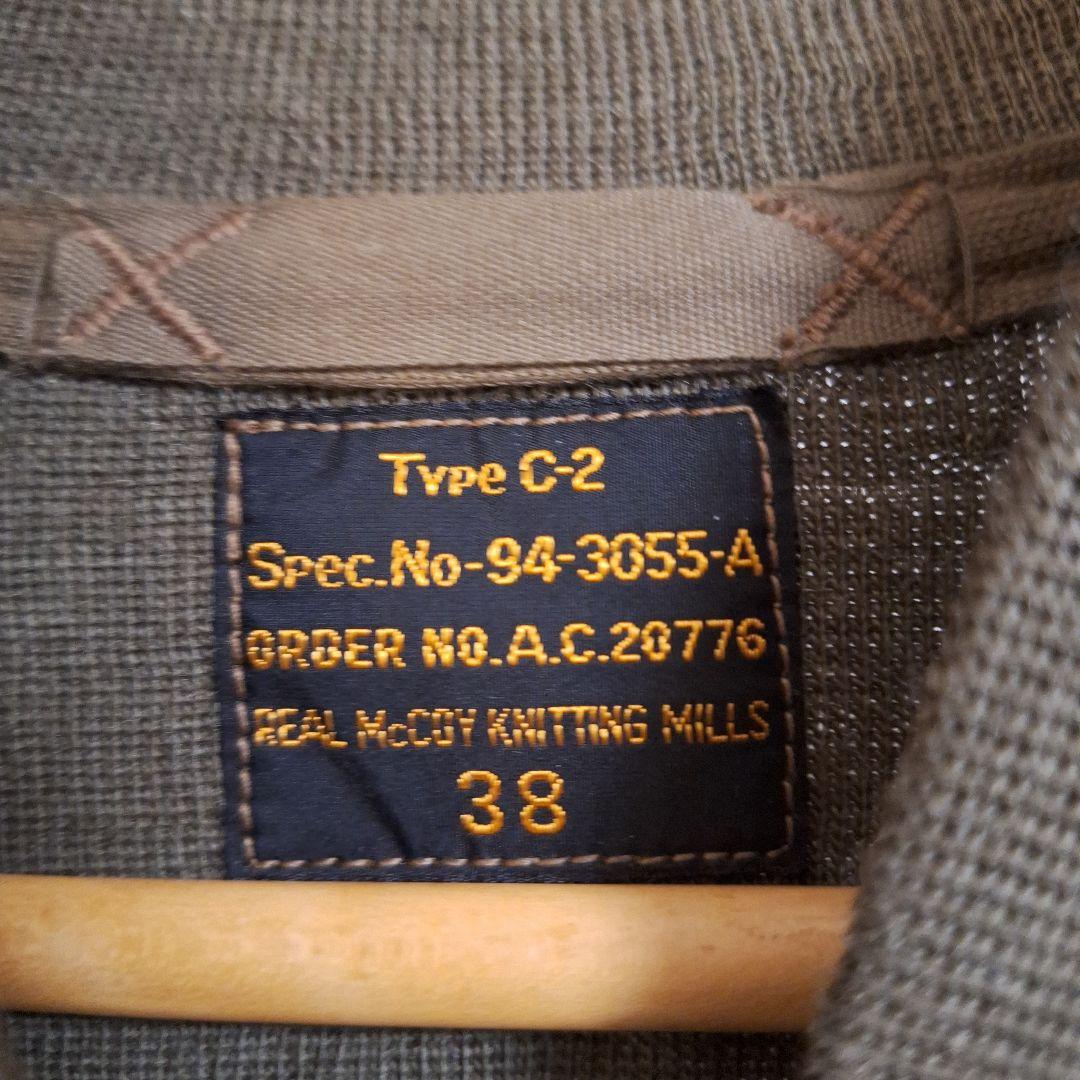 Type C-2
Spec.No-94-3055-A
ORDER NO.A.C.20776
REAL McCOY KNITTING MILLS
38